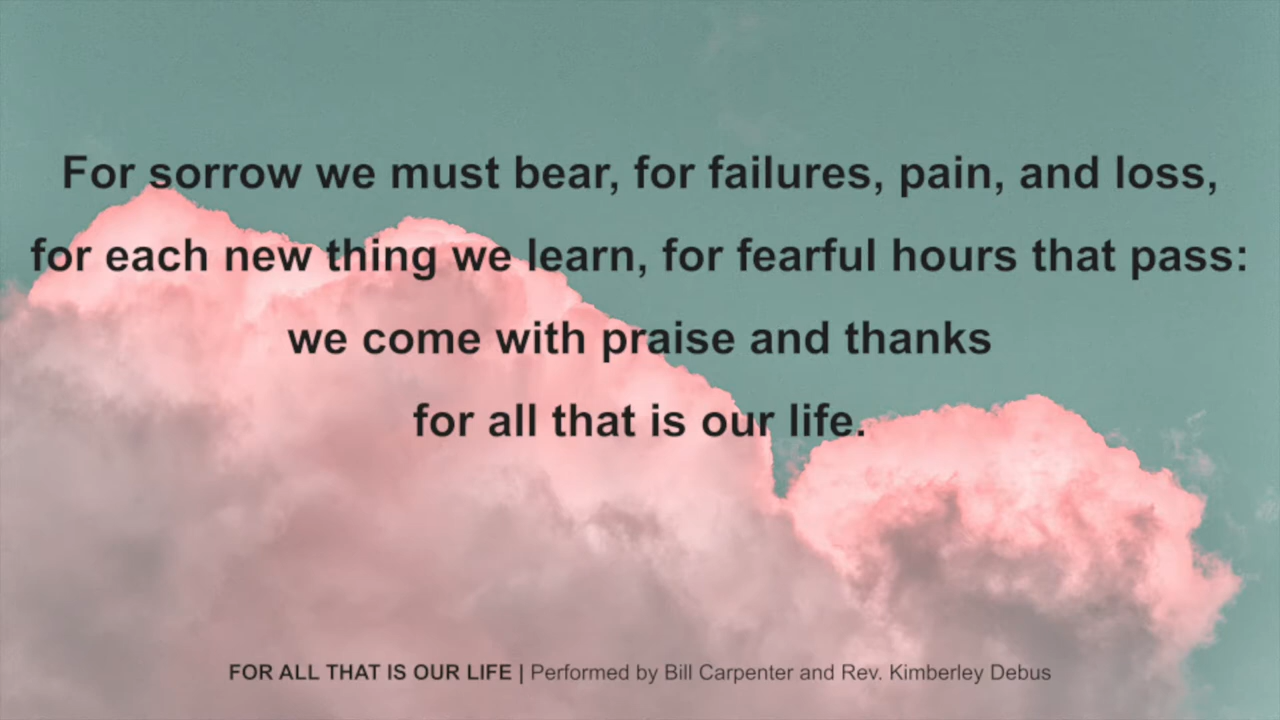 For sorrow we must bear, for failures, pain, and loss,
for each new thing we learn, for fearful hours that pass:
we come with praise and thanks
for all that is our life.
FOR ALL THAT IS OUR LIFE | Performed by Bill Carpenter and Rev. Kimberley Debus